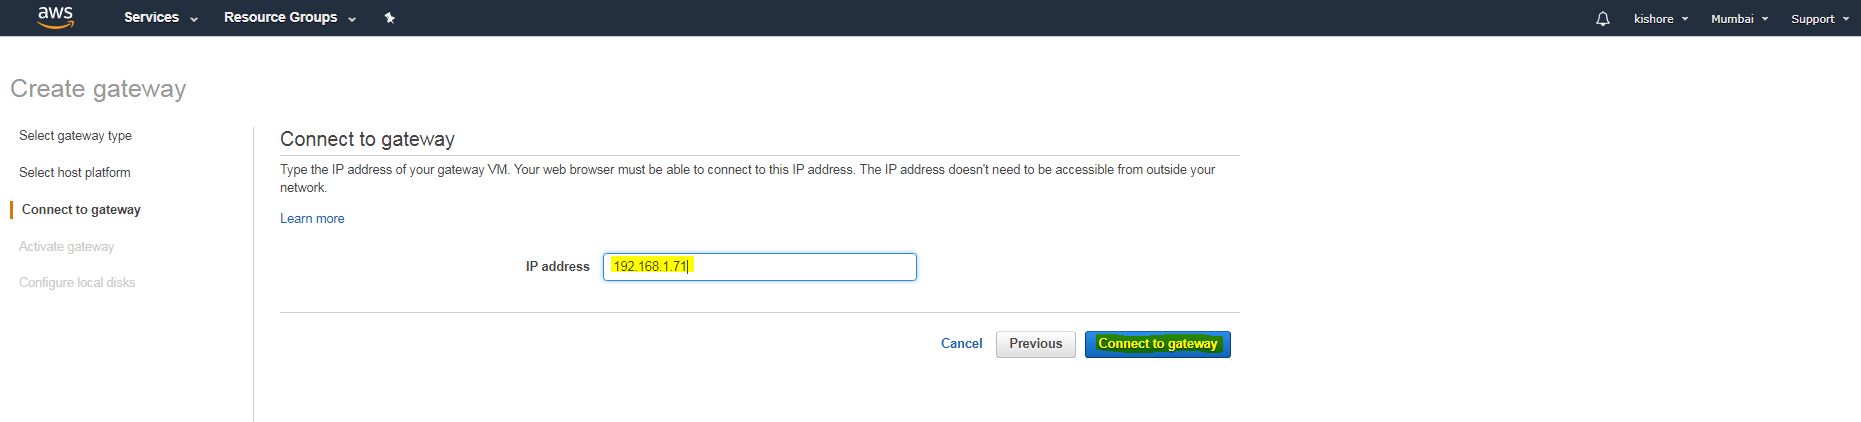 aws Services Resource Groups kishore Mumbai Support
Create gateway
Select gateway type
Select host platform
Connect to gateway
Activate gateway
Configure local disks
Connect to gateway
Type the IP address of your gateway VM. Your web browser must be able to connect to this IP address. The IP address doesn't need to be accessible from outside your
network.
Learn more
IP address 192.168.1.71
Cancel Previous Connect to gateway